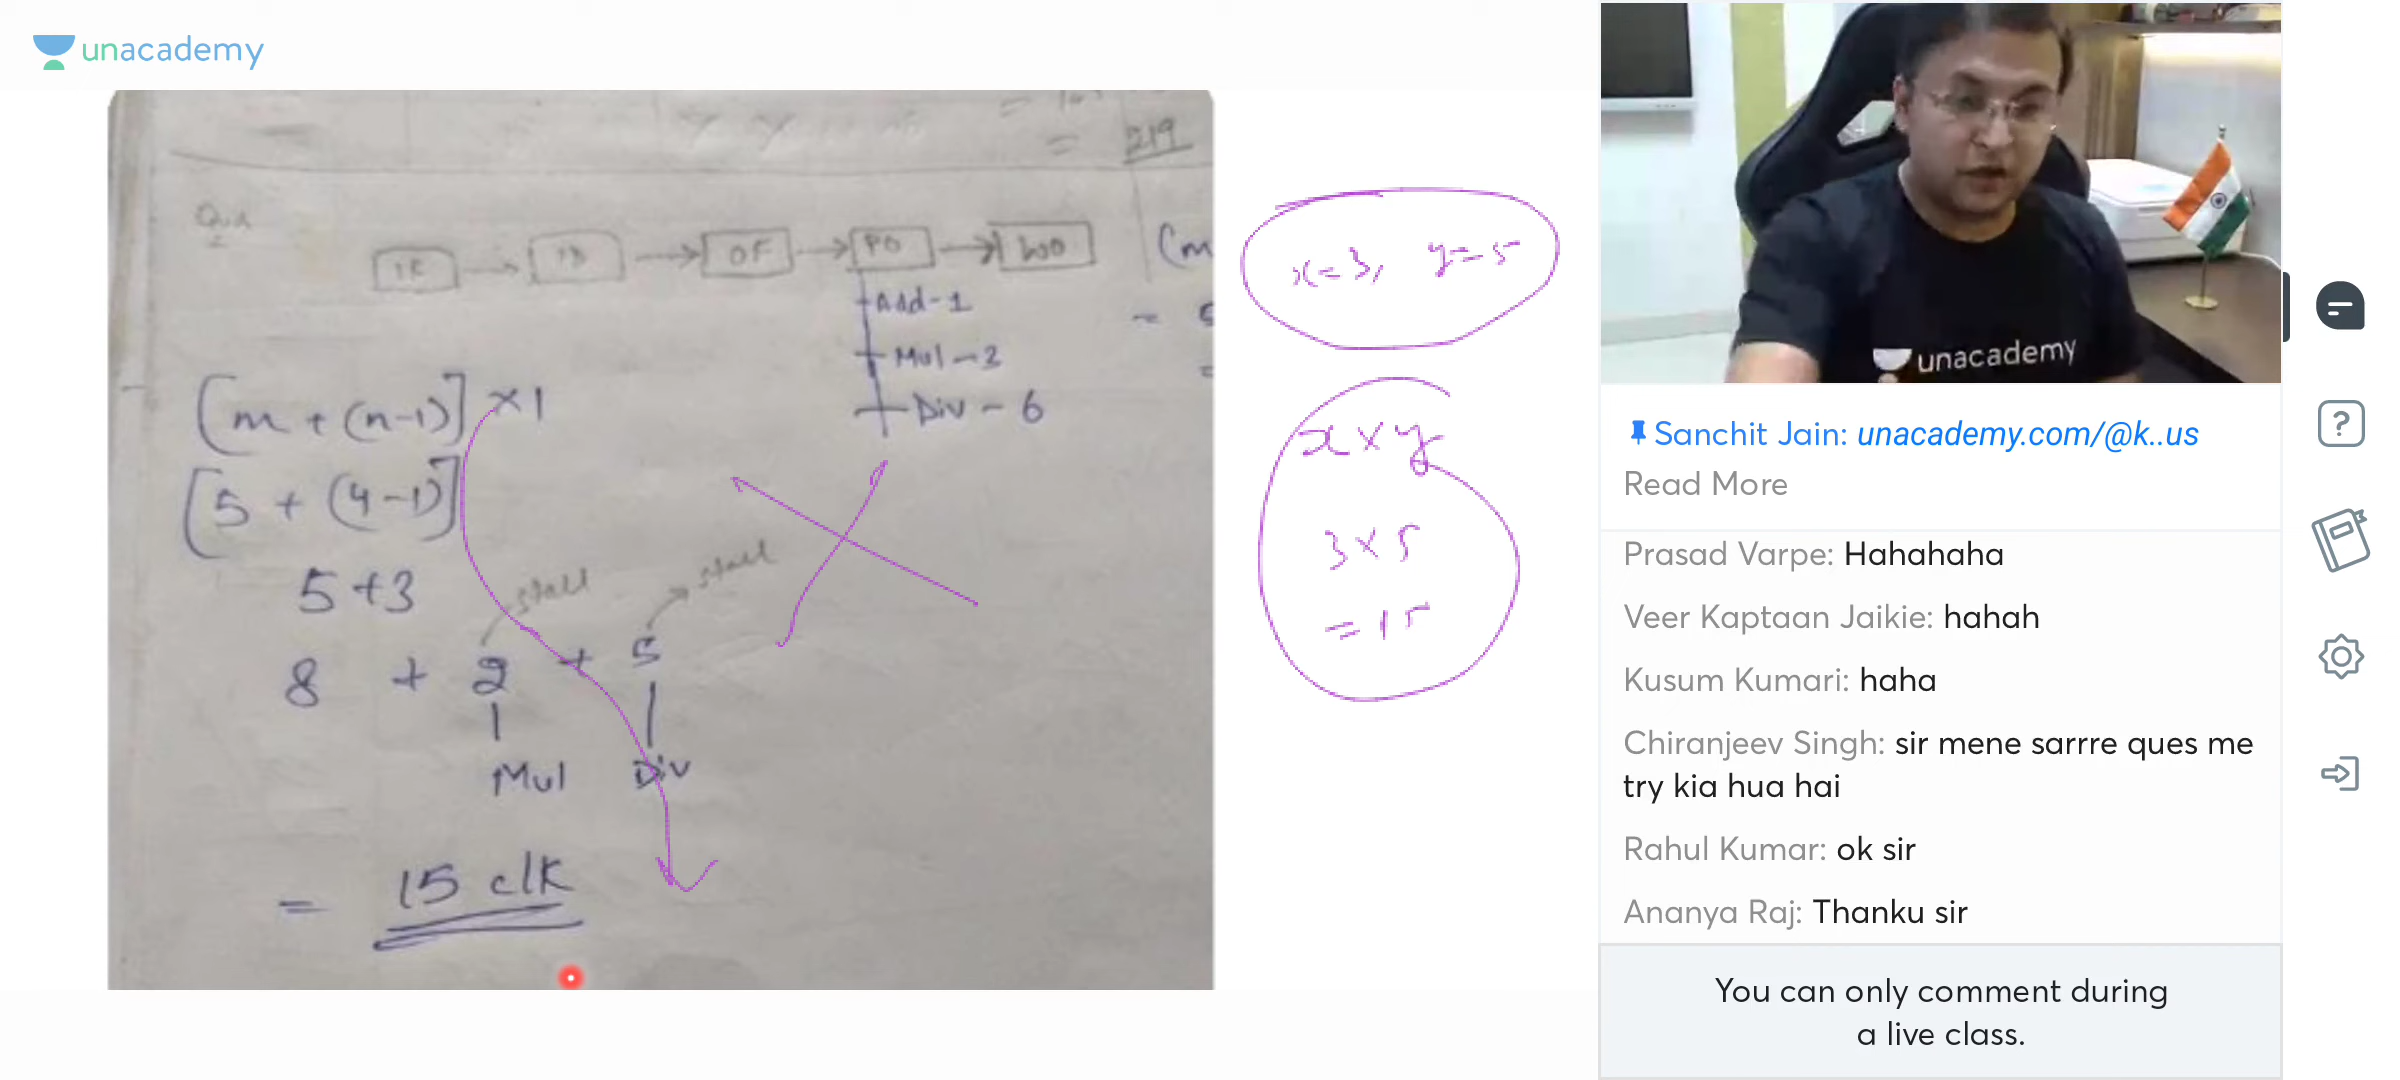 unacademy
= 219
Qus
2
IF → ID → OF → PO → WO
(m
Add-1
= 5
Mul-2
=
Div-6
[m+(n-1)]×1
[5+(4-1)]
5+3
stall
stall
8 + 2 + 5
Mul
Div
= 15 clk
x=3, y=5
x×y
3×5
=15
unacademy
Sanchit Jain: unacademy.com/@k..us
Read More
Prasad Varpe: Hahahaha
Veer Kaptaan Jaikie: hahah
Kusum Kumari: haha
Chiranjeev Singh: sir mene sarrre ques me
try kia hua hai
Rahul Kumar: ok sir
Ananya Raj: Thanku sir
You can only comment during
a live class.